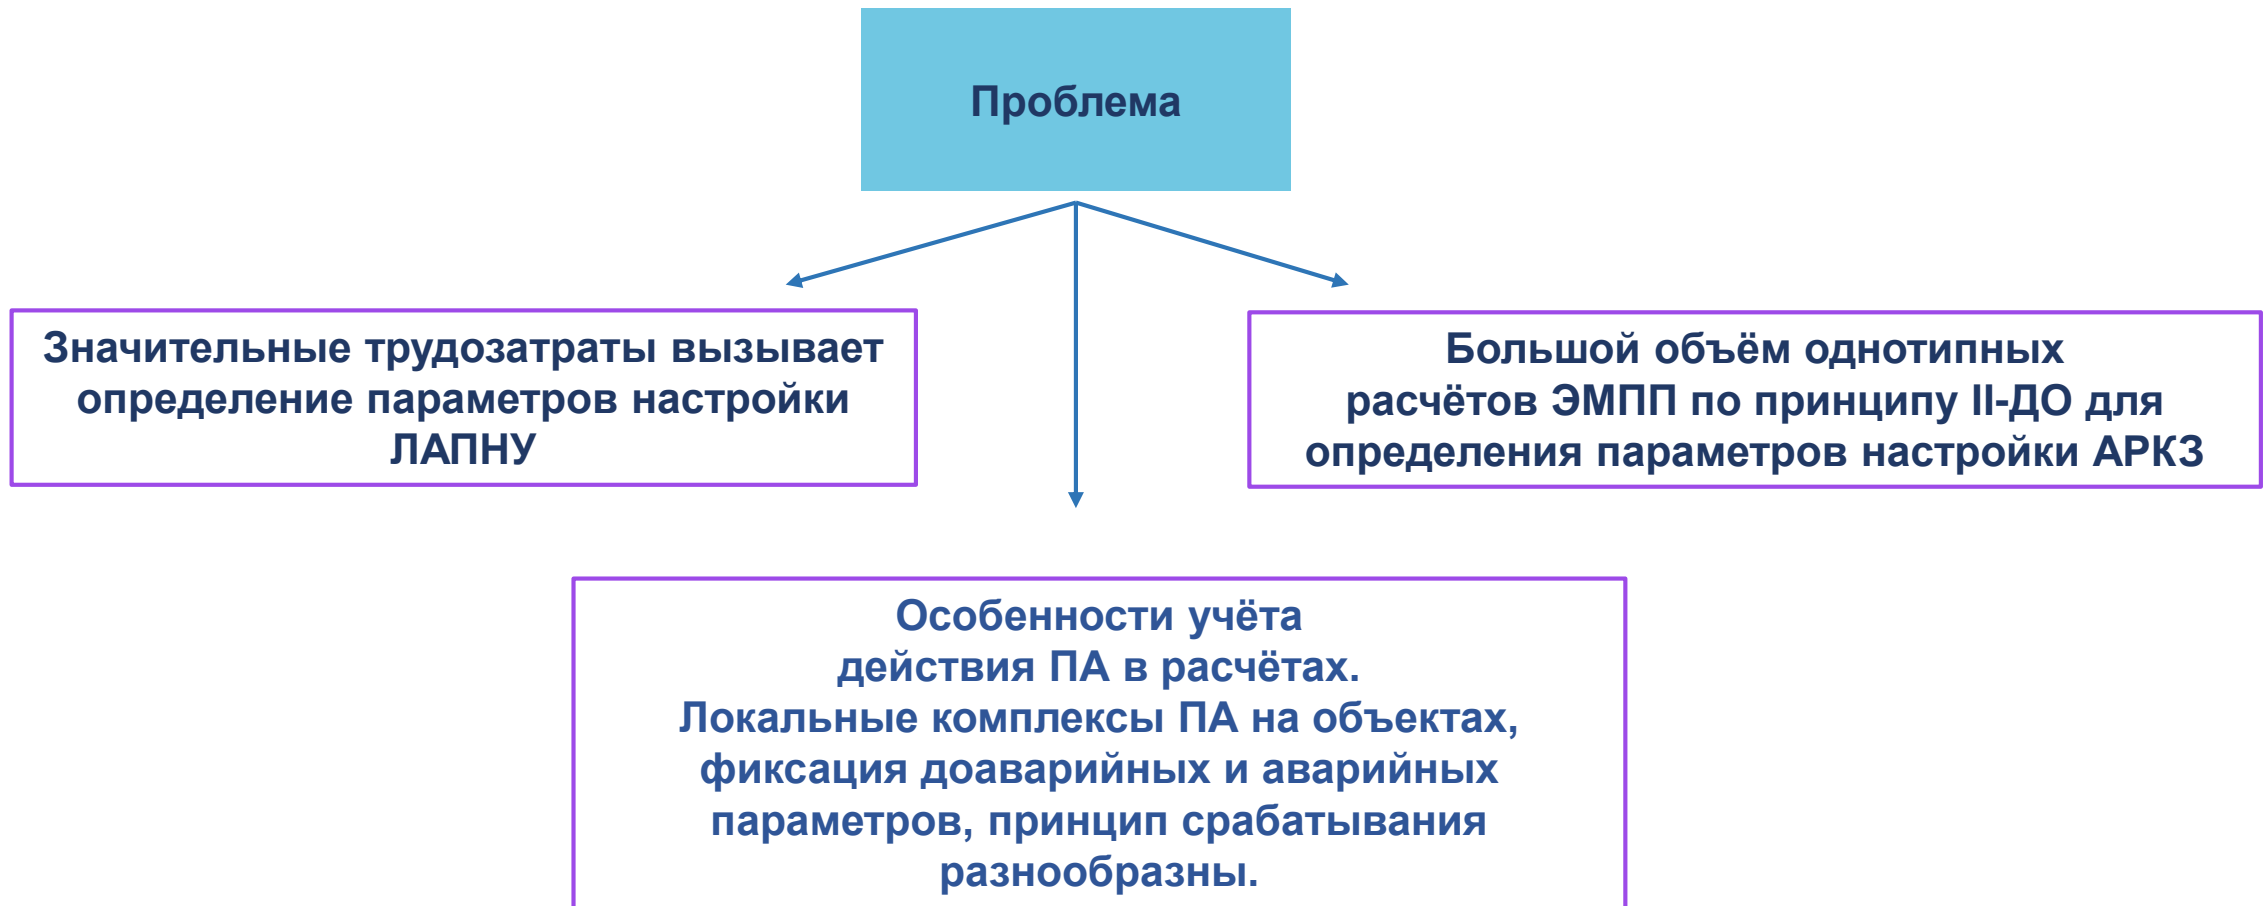 Проблема
Значительные трудозатраты вызывает
определение параметров настройки
ЛАПНУ
Большой объём однотипных
расчётов ЭМПП по принципу II-ДО для
определения параметров настройки АРКЗ
Особенности учёта
действия ПА в расчётах.
Локальные комплексы ПА на объектах,
фиксация доаварийных и аварийных
параметров, принцип срабатывания
разнообразны.